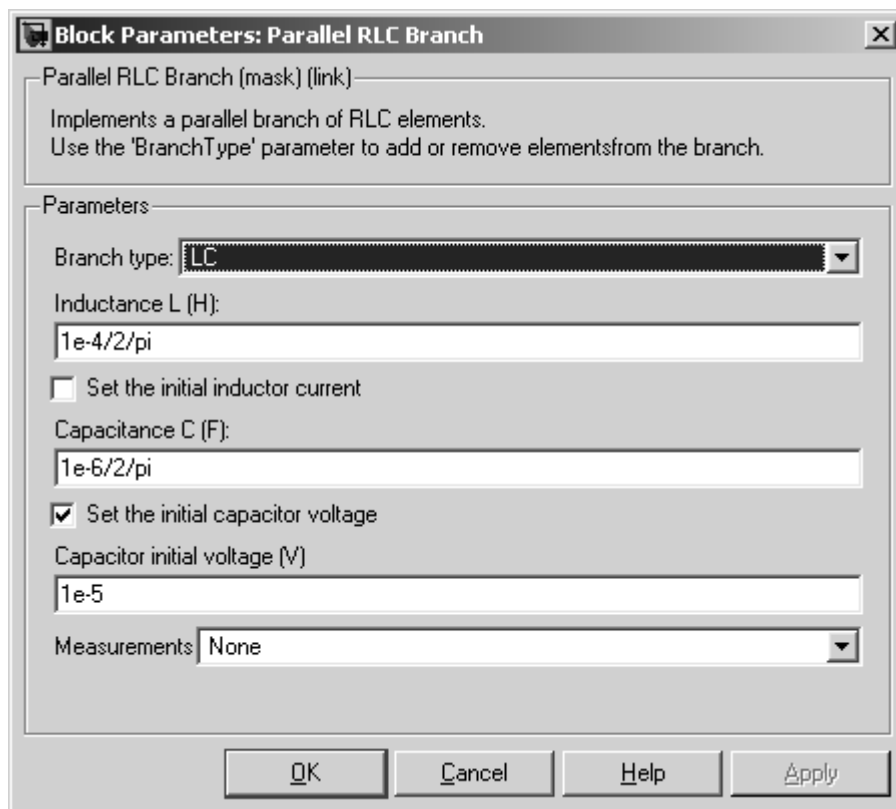 Block Parameters: Parallel RLC Branch
Parallel RLC Branch (mask) (link)
Implements a parallel branch of RLC elements.
Use the 'BranchType' parameter to add or remove elementsfrom the branch.
Parameters
Branch type: LC
Inductance L (H):
1e-4/2/pi
Set the initial inductor current
Capacitance C (F):
1e-6/2/pi
Set the initial capacitor voltage
Capacitor initial voltage (V)
1e-5
Measurements None
OK Cancel Help Apply